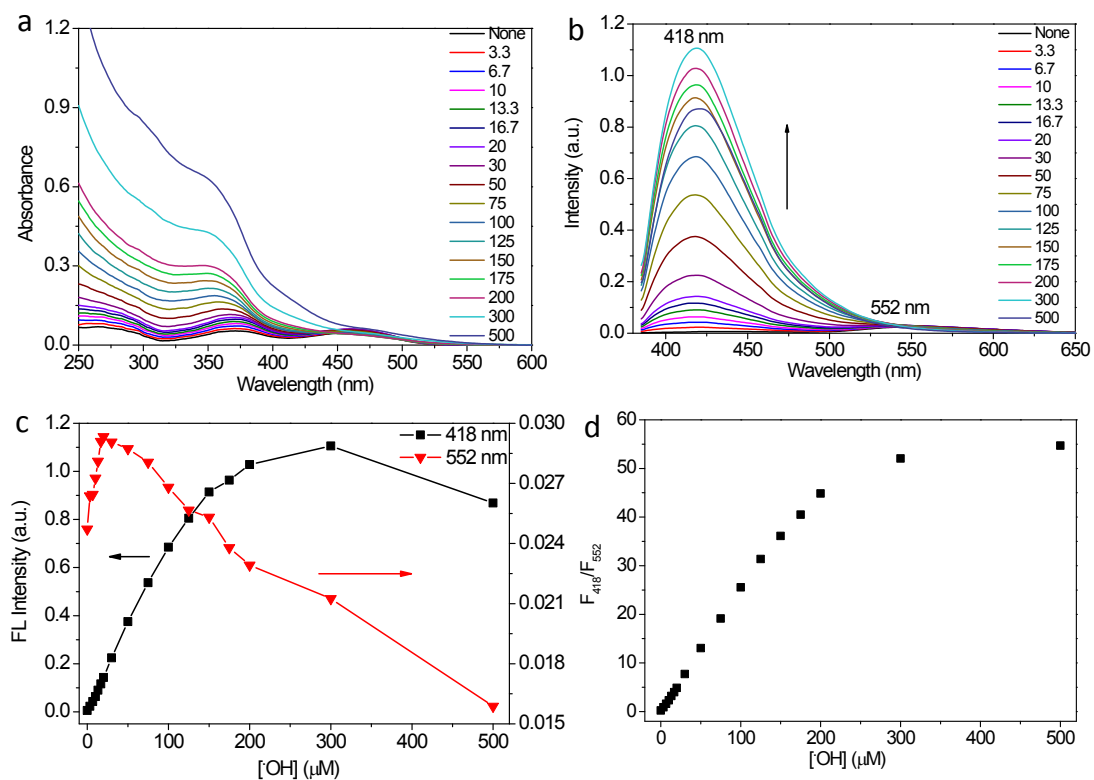 a
1.2
0.9
0.6
0.3
0.0
Absorbance
250 300 350 400 450 500 550 600
Wavelength (nm)
None
3.3
6.7
10
13.3
16.7
20
30
50
75
100
125
150
175
200
300
500
b
418 nm
552 nm
1.2
1.0
0.8
0.6
0.4
0.2
0.0
Intensity (a.u.)
400 450 500 550 600 650
Wavelength (nm)
None
3.3
6.7
10
13.3
16.7
20
30
50
75
100
125
150
175
200
300
500
c
418 nm
552 nm
1.2
1.0
0.8
0.6
0.4
0.2
0.0
FL Intensity (a.u.)
0.030
0.027
0.024
0.021
0.018
0.015
0 100 200 300 400 500
[·OH] (μM)
d
60
50
40
30
20
10
0
F418/F552
0 100 200 300 400 500
[·OH] (μM)